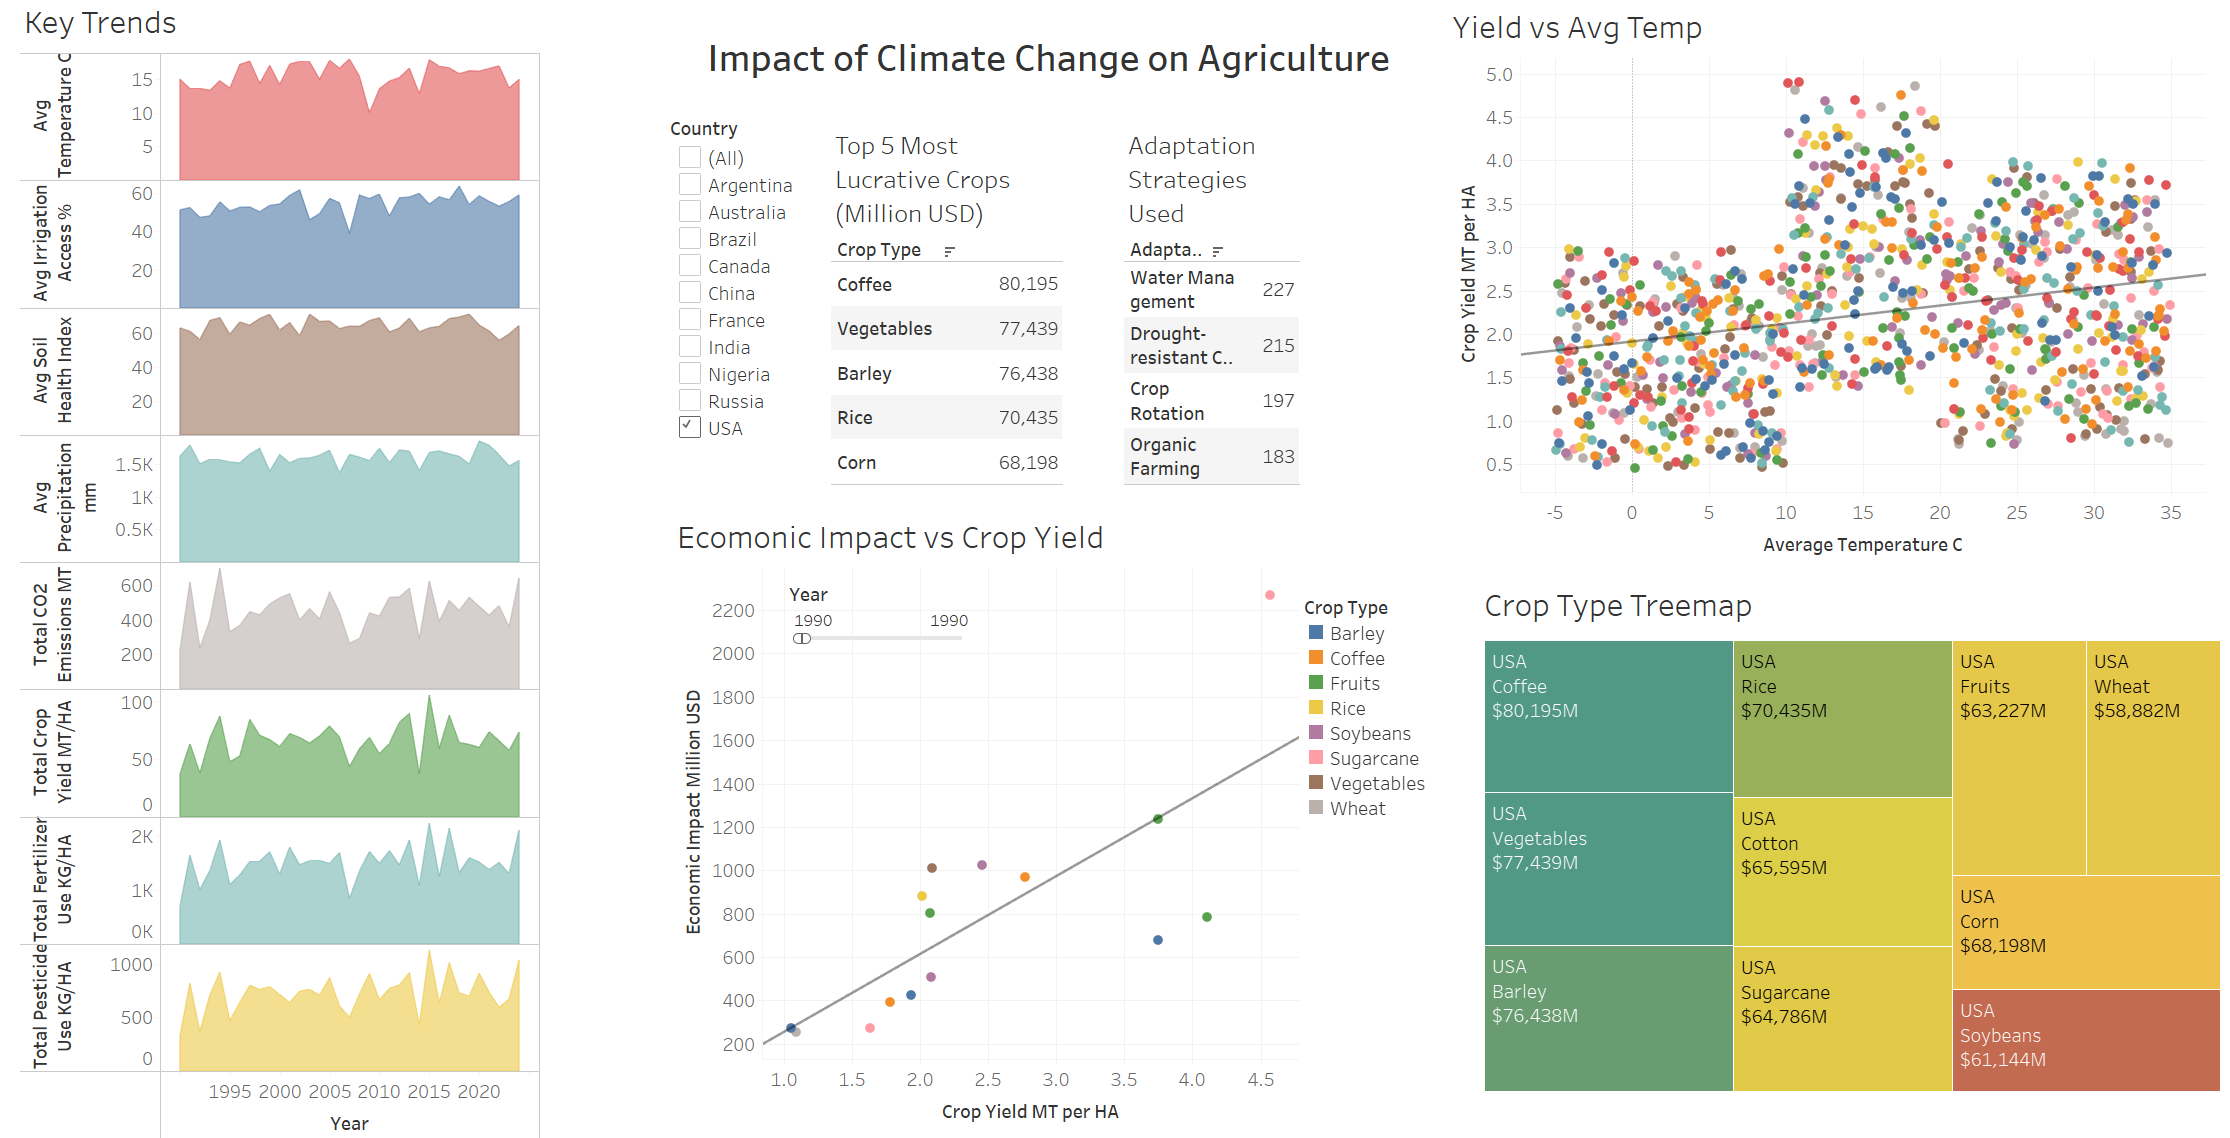 Key Trends
Avg
Temperature C
15
10
5
Avg Irrigation
Access %
60
40
20
Avg Soil
Health Index
60
40
20
Avg
Precipitation
mm
1.5K
1K
0.5K
Total CO2
Emissions MT
600
400
200
Total Crop
Yield MT/HA
100
50
0
Total Fertilizer
Use KG/HA
2K
1K
0K
Total Pesticide
Use KG/HA
1000
500
0
1995 2000 2005 2010 2015 2020
Year
Impact of Climate Change on Agriculture
Country
(All)
Argentina
Australia
Brazil
Canada
China
France
India
Nigeria
Russia
USA
Top 5 Most
Lucrative Crops
(Million USD)
Crop Type
Coffee 80,195
Vegetables 77,439
Barley 76,438
Rice 70,435
Corn 68,198
Adaptation
Strategies
Used
Adapta..
Water Mana
gement 227
Drought-
resistant C.. 215
Crop
Rotation 197
Organic
Farming 183
Ecomonic Impact vs Crop Yield
Year
1990 1990
Economic Impact Million USD
2200
2000
1800
1600
1400
1200
1000
800
600
400
200
1.0 1.5 2.0 2.5 3.0 3.5 4.0 4.5
Crop Yield MT per HA
Crop Type
Barley
Coffee
Fruits
Rice
Soybeans
Sugarcane
Vegetables
Wheat
Yield vs Avg Temp
Crop Yield MT per HA
5.0
4.5
4.0
3.5
3.0
2.5
2.0
1.5
1.0
0.5
-5 0 5 10 15 20 25 30 35
Average Temperature C
Crop Type Treemap
USA
Coffee
$80,195M
USA
Vegetables
$77,439M
USA
Barley
$76,438M
USA
Rice
$70,435M
USA
Cotton
$65,595M
USA
Sugarcane
$64,786M
USA
Fruits
$63,227M
USA
Wheat
$58,882M
USA
Corn
$68,198M
USA
Soybeans
$61,144M